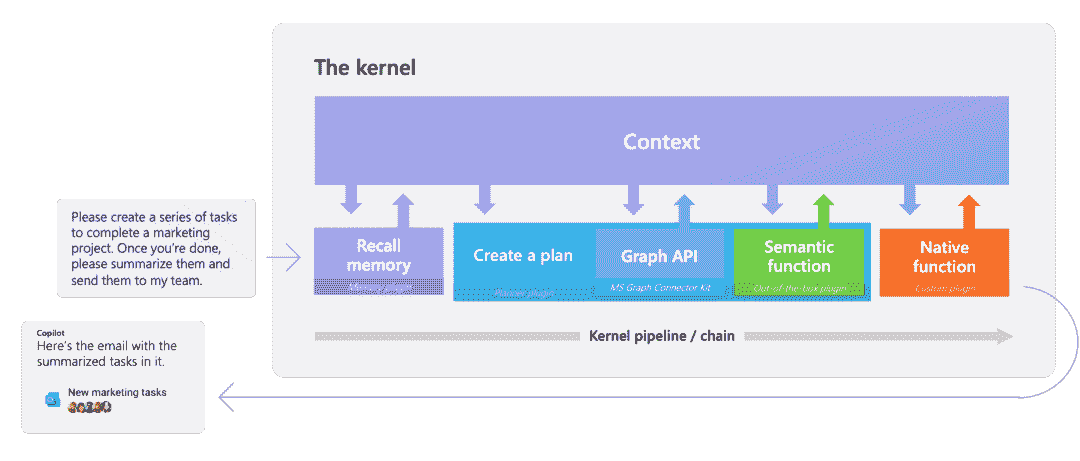 The kernel
Context
Please create a series of tasks
to complete a marketing
project. Once you're done,
please summarize them and
send them to my team.
Recall
memory
Create a plan
Graph API
MS Graph Connector Kit
Semantic
function
Out-of-the-box plugin
Native
function
Custom plugin
Kernel pipeline / chain
Copilot
Here's the email with the
summarized tasks in it.
New marketing tasks